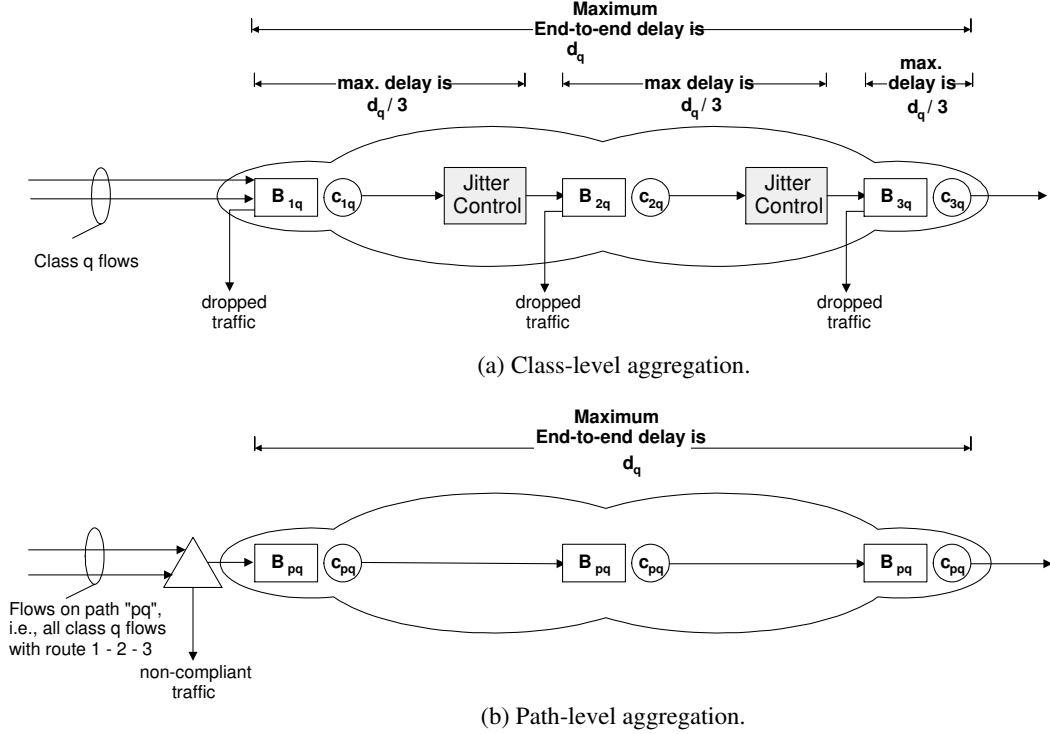 Maximum
End-to-end delay is
d_q
max. delay is
d_q / 3
max delay is
d_q / 3
max.
delay is
d_q / 3
B_1q
c_1q
Jitter
Control
B_2q
c_2q
Jitter
Control
B_3q
c_3q
Class q flows
dropped
traffic
dropped
traffic
dropped
traffic
(a) Class-level aggregation.
Maximum
End-to-end delay is
d_q
B_pq
c_pq
B_pq
c_pq
B_pq
c_pq
Flows on path "pq",
i.e., all class q flows
with route 1 - 2 - 3
non-compliant
traffic
(b) Path-level aggregation.